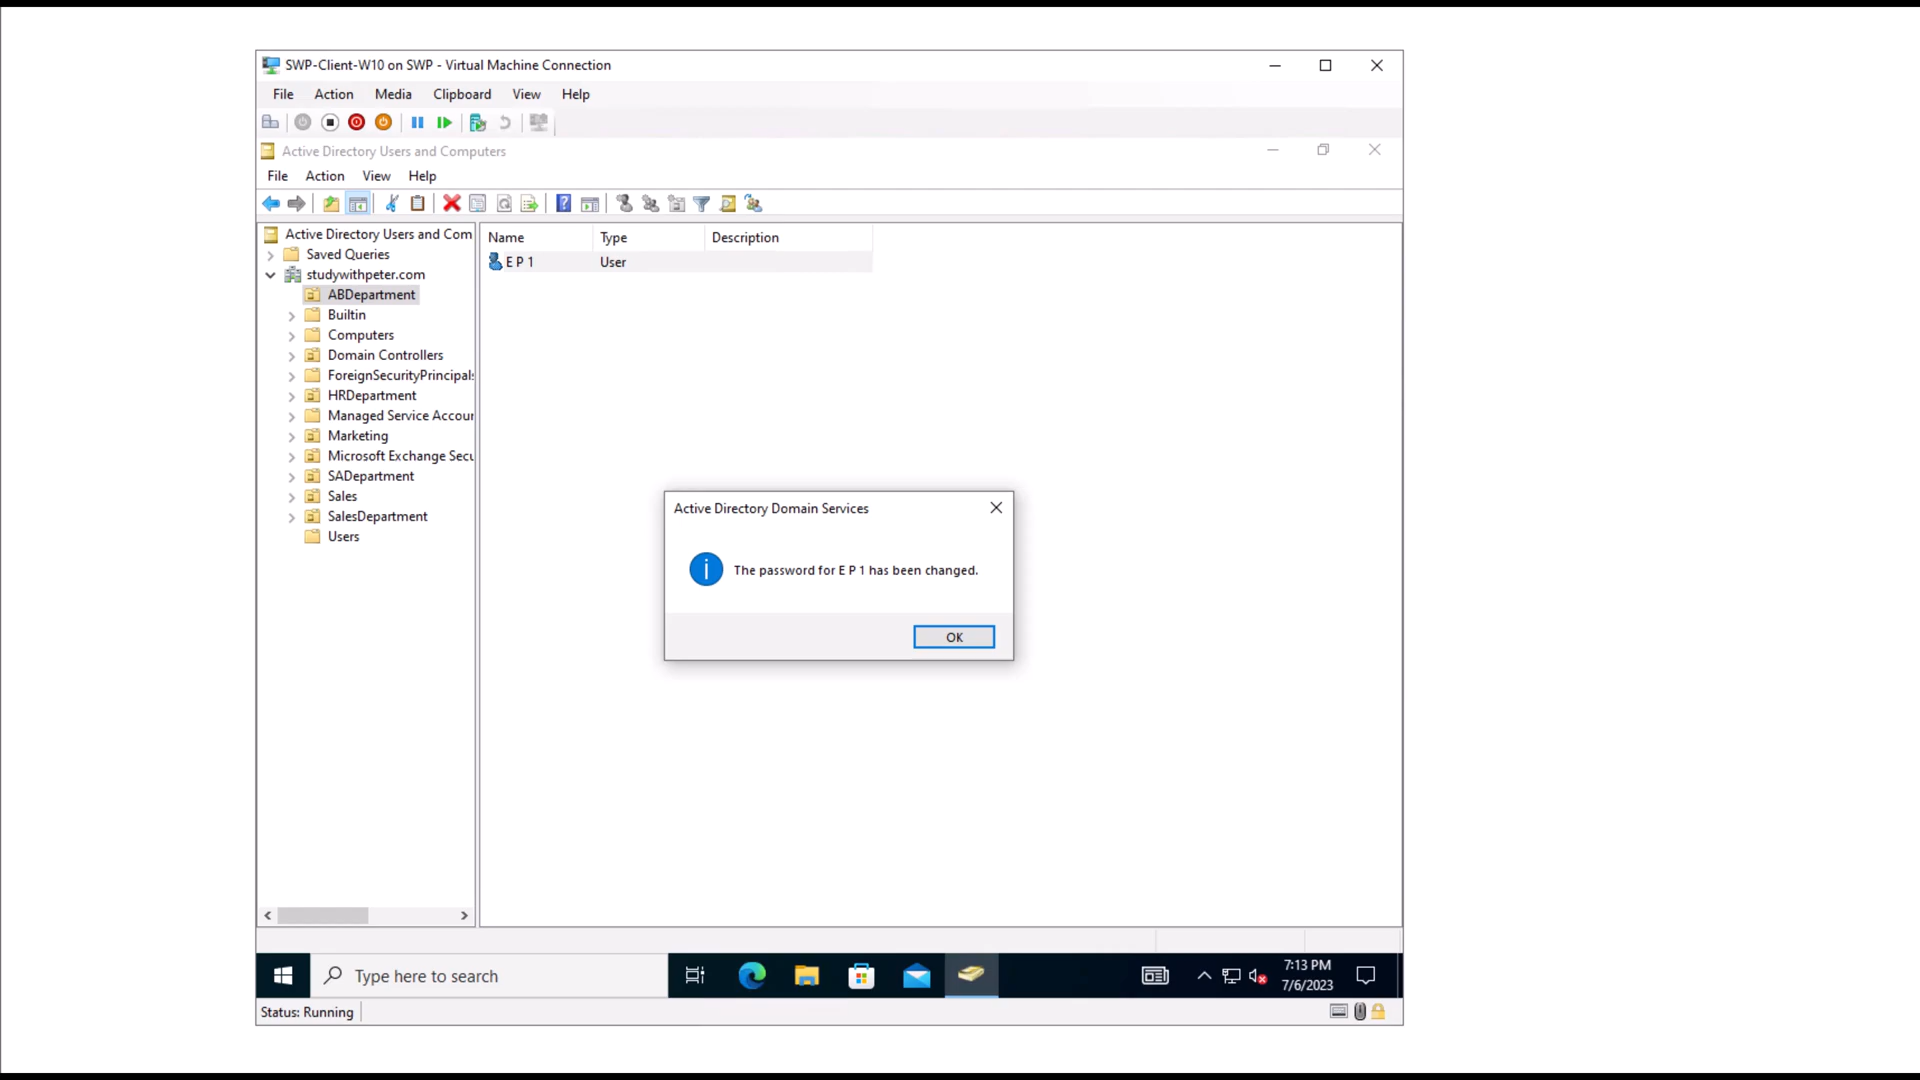 SWP-Client-W10 on SWP - Virtual Machine Connection
File Action Media Clipboard View Help
Active Directory Users and Computers
File Action View Help
Active Directory Users and Com
Saved Queries
studywithpeter.com
ABDepartment
Builtin
Computers
Domain Controllers
ForeignSecurityPrincipal
HRDepartment
Managed Service Accour
Marketing
Microsoft Exchange Secu
SADepartment
Sales
SalesDepartment
Users
Name Type Description
E P 1 User
Active Directory Domain Services
The password for E P 1 has been changed.
OK
Type here to search
7:13 PM
7/6/2023
Status: Running